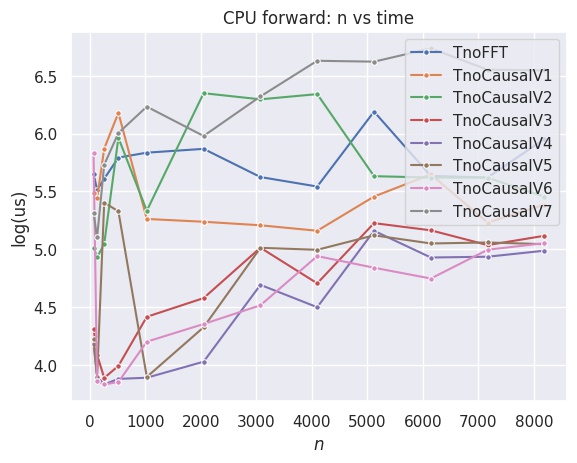 CPU forward: n vs time
log(us)
6.5
6.0
5.5
5.0
4.5
4.0
TnoFFT
TnoCausalV1
TnoCausalV2
TnoCausalV3
TnoCausalV4
TnoCausalV5
TnoCausalV6
TnoCausalV7
0 1000 2000 3000 4000 5000 6000 7000 8000
n